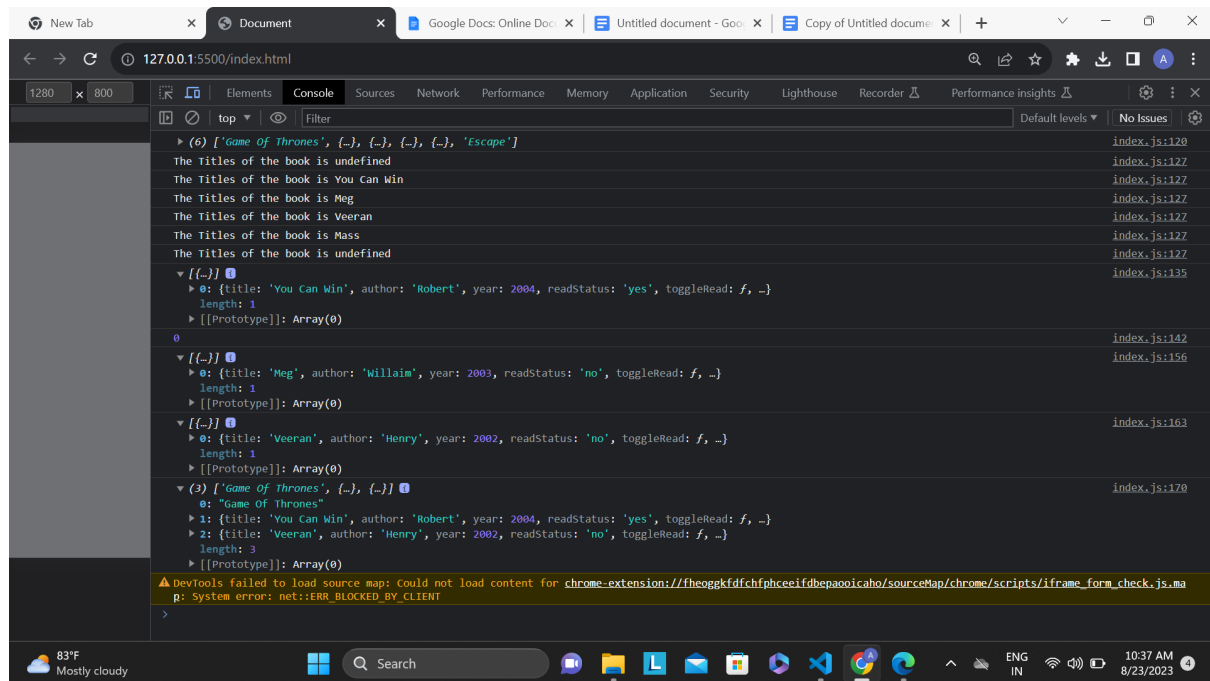 New Tab
Document
Google Docs: Online Doc
Untitled document - Goo
Copy of Untitled docume
127.0.0.1:5500/index.html
A
1280 x 800
Elements Console Sources Network Performance Memory Application Security Lighthouse Recorder Performance insights
top Filter Default levels No Issues
(6) ['Game Of Thrones', {…}, {…}, {…}, {…}, 'Escape'] index.js:120
The Titles of the book is undefined index.js:127
The Titles of the book is You Can Win index.js:127
The Titles of the book is Meg index.js:127
The Titles of the book is Veeran index.js:127
The Titles of the book is Mass index.js:127
The Titles of the book is undefined index.js:127
[{…}] i index.js:135
0: {title: 'You Can Win', author: 'Robert', year: 2004, readStatus: 'yes', toggleRead: ƒ, …}
length: 1
[[Prototype]]: Array(0)
0 index.js:142
[{…}] i index.js:156
0: {title: 'Meg', author: 'Willaim', year: 2003, readStatus: 'no', toggleRead: ƒ, …}
length: 1
[[Prototype]]: Array(0)
[{…}] i index.js:163
0: {title: 'Veeran', author: 'Henry', year: 2002, readStatus: 'no', toggleRead: ƒ, …}
length: 1
[[Prototype]]: Array(0)
(3) ['Game Of Thrones', {…}, {…}] i index.js:170
0: "Game Of Thrones"
1: {title: 'You Can Win', author: 'Robert', year: 2004, readStatus: 'yes', toggleRead: ƒ, …}
2: {title: 'Veeran', author: 'Henry', year: 2002, readStatus: 'no', toggleRead: ƒ, …}
length: 3
[[Prototype]]: Array(0)
DevTools failed to load source map: Could not load content for chrome-extension://fheoggkfdfchfphceeifdbepaooicaho/sourceMap/chrome/scripts/iframe_form_check.js.ma
p: System error: net::ERR_BLOCKED_BY_CLIENT
83°F
Mostly cloudy
Search
L
A
ENG
IN
10:37 AM
8/23/2023
4